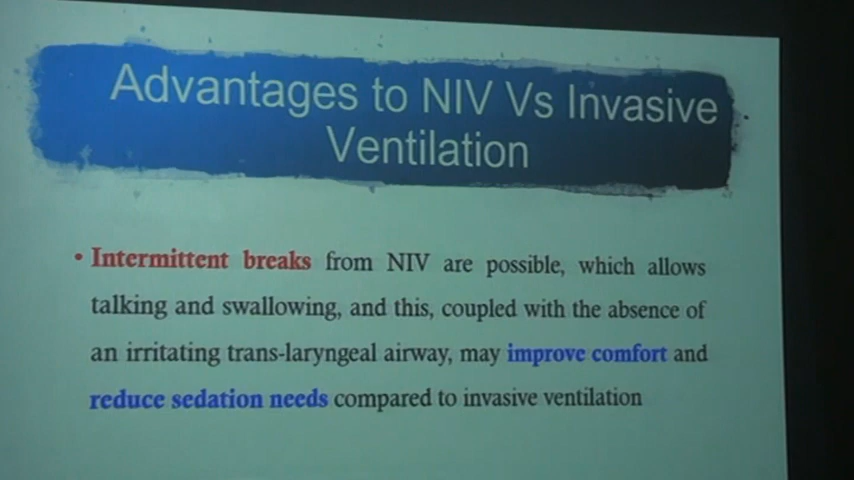 Advantages to NIV Vs Invasive
Ventilation
• Intermittent breaks from NIV are possible, which allows
talking and swallowing, and this, coupled with the absence of
an irritating trans-laryngeal airway, may improve comfort and
reduce sedation needs compared to invasive ventilation